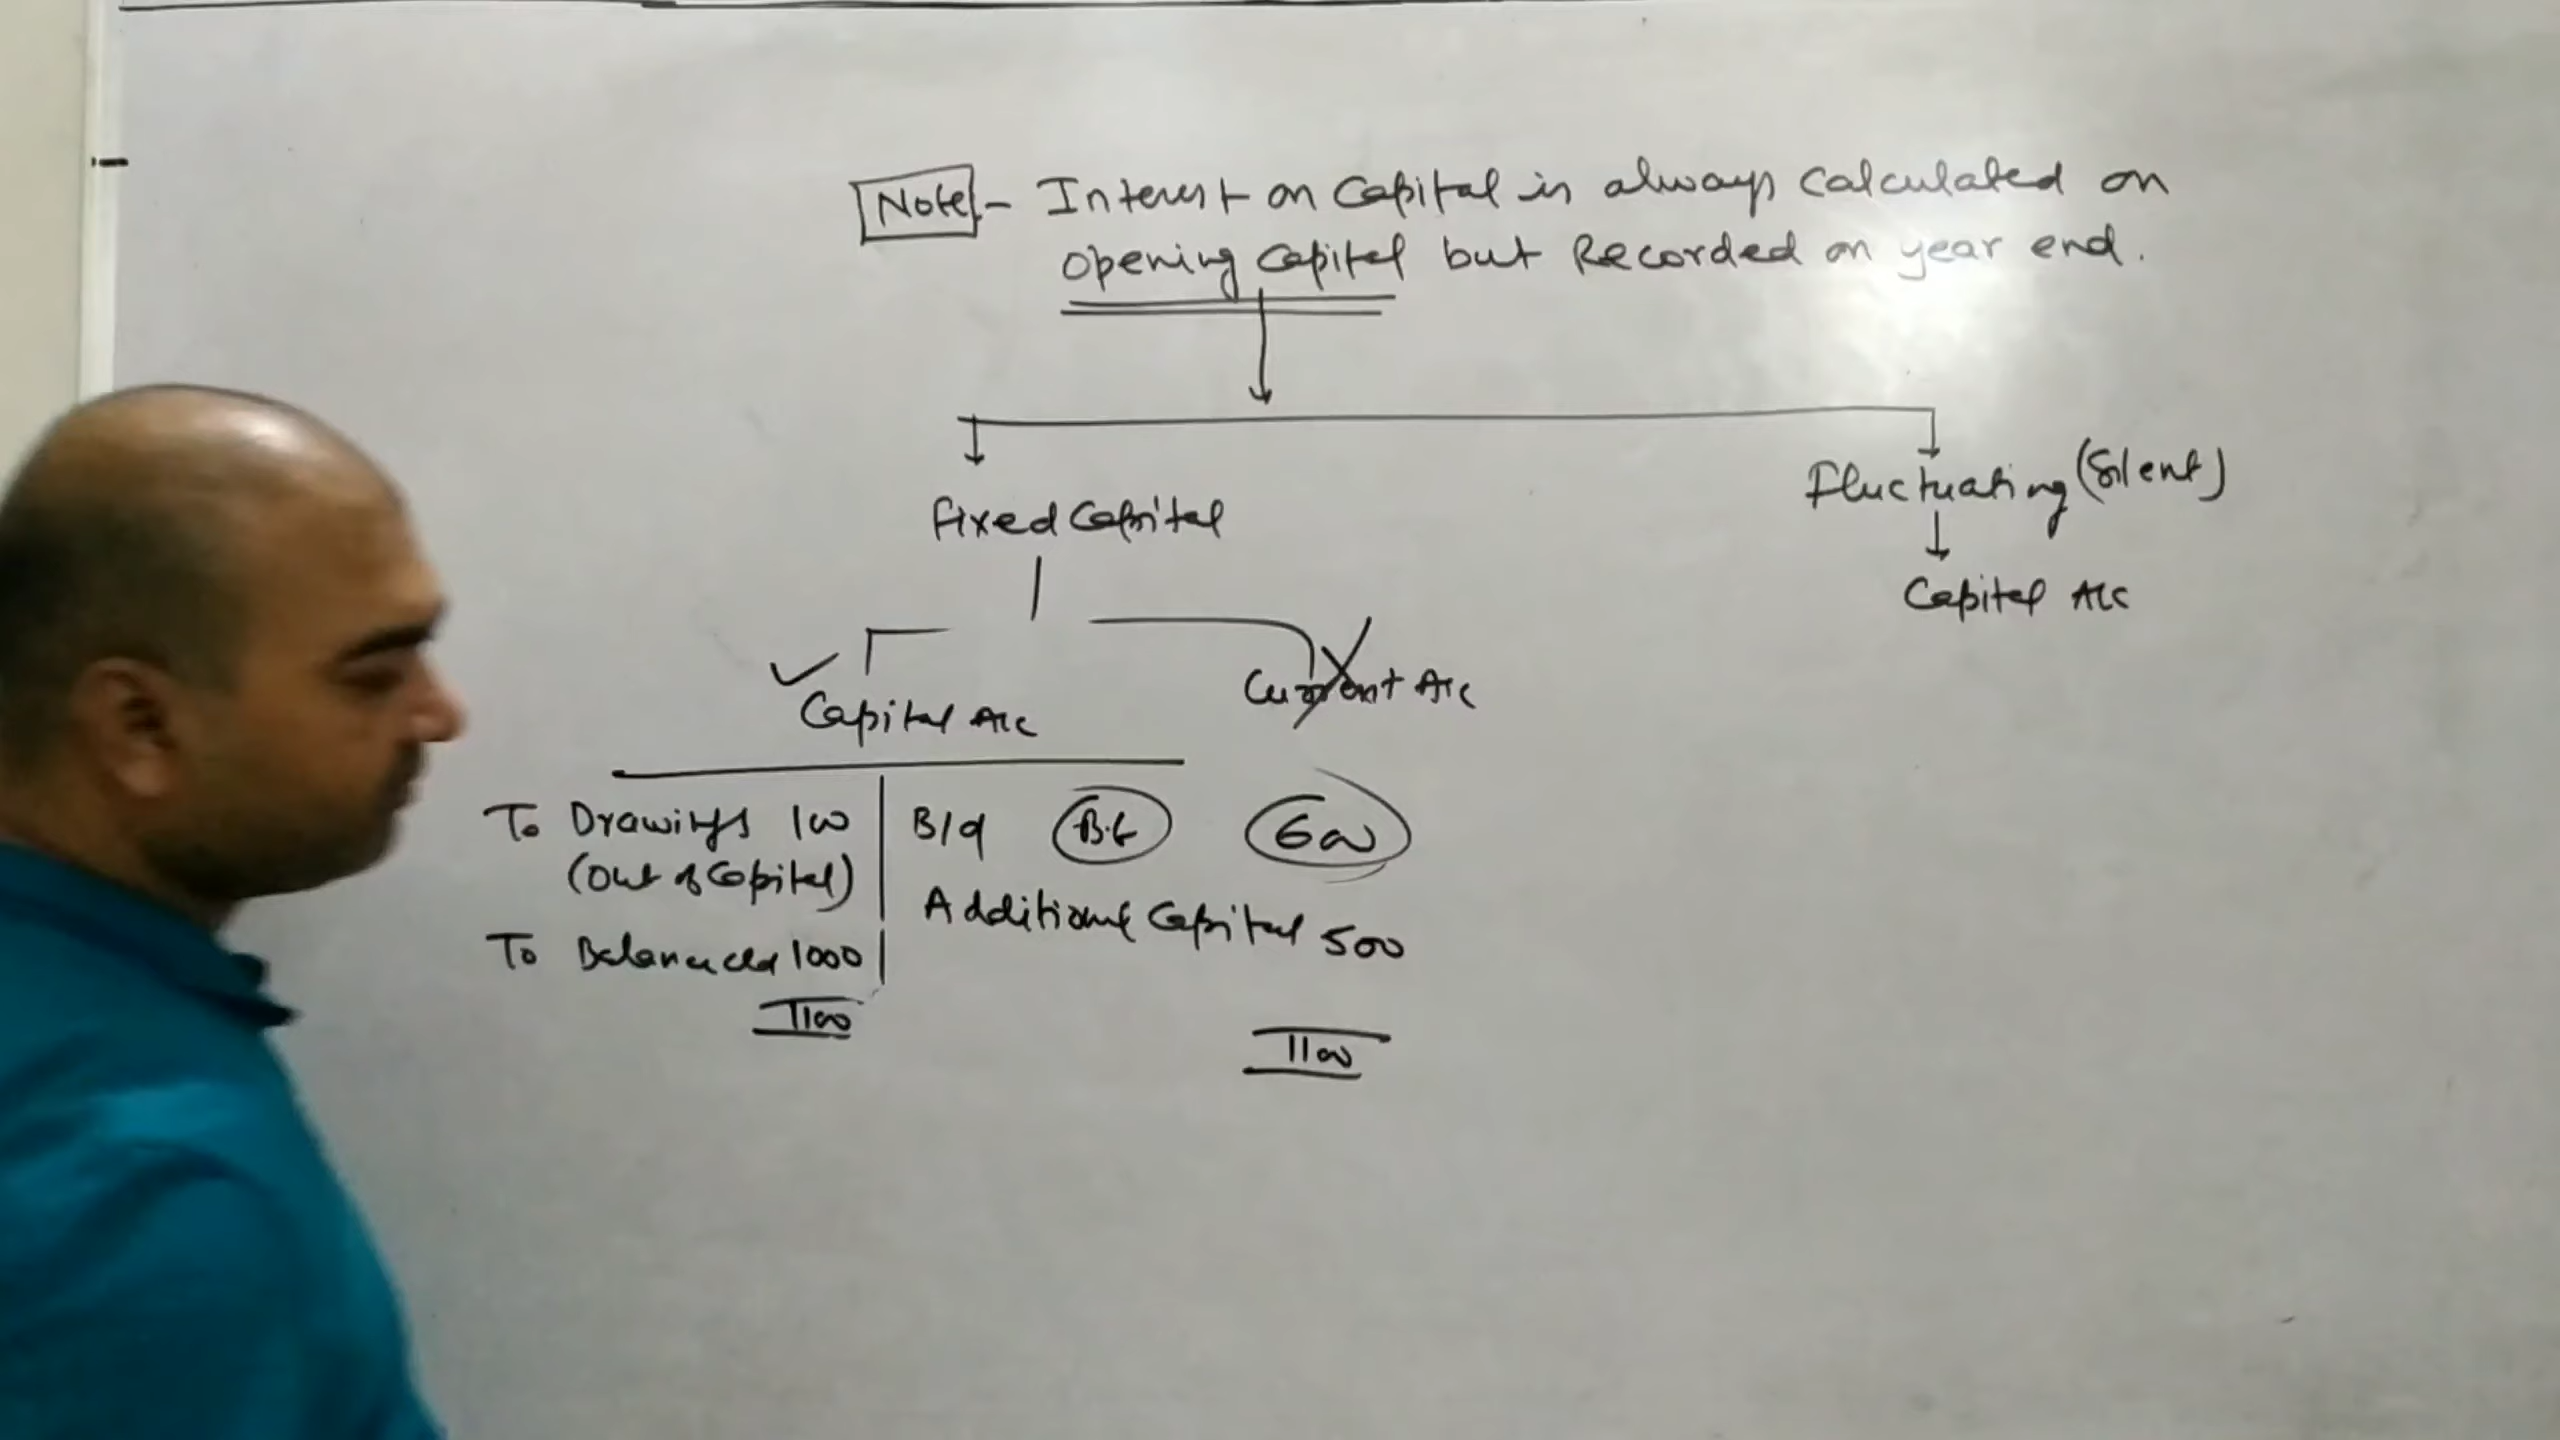 Note - Interest on Capital is always Calculated on
opening Capital but Recorded on year end.
Fixed Capital
Fluctuating (Silent)
Capital A/c
Capital A/c
Current A/c
To Drawings 100
(Out of Capital)
To Balance c/d 1000
1100
B/d B.f 600
Additional Capital 500
1100